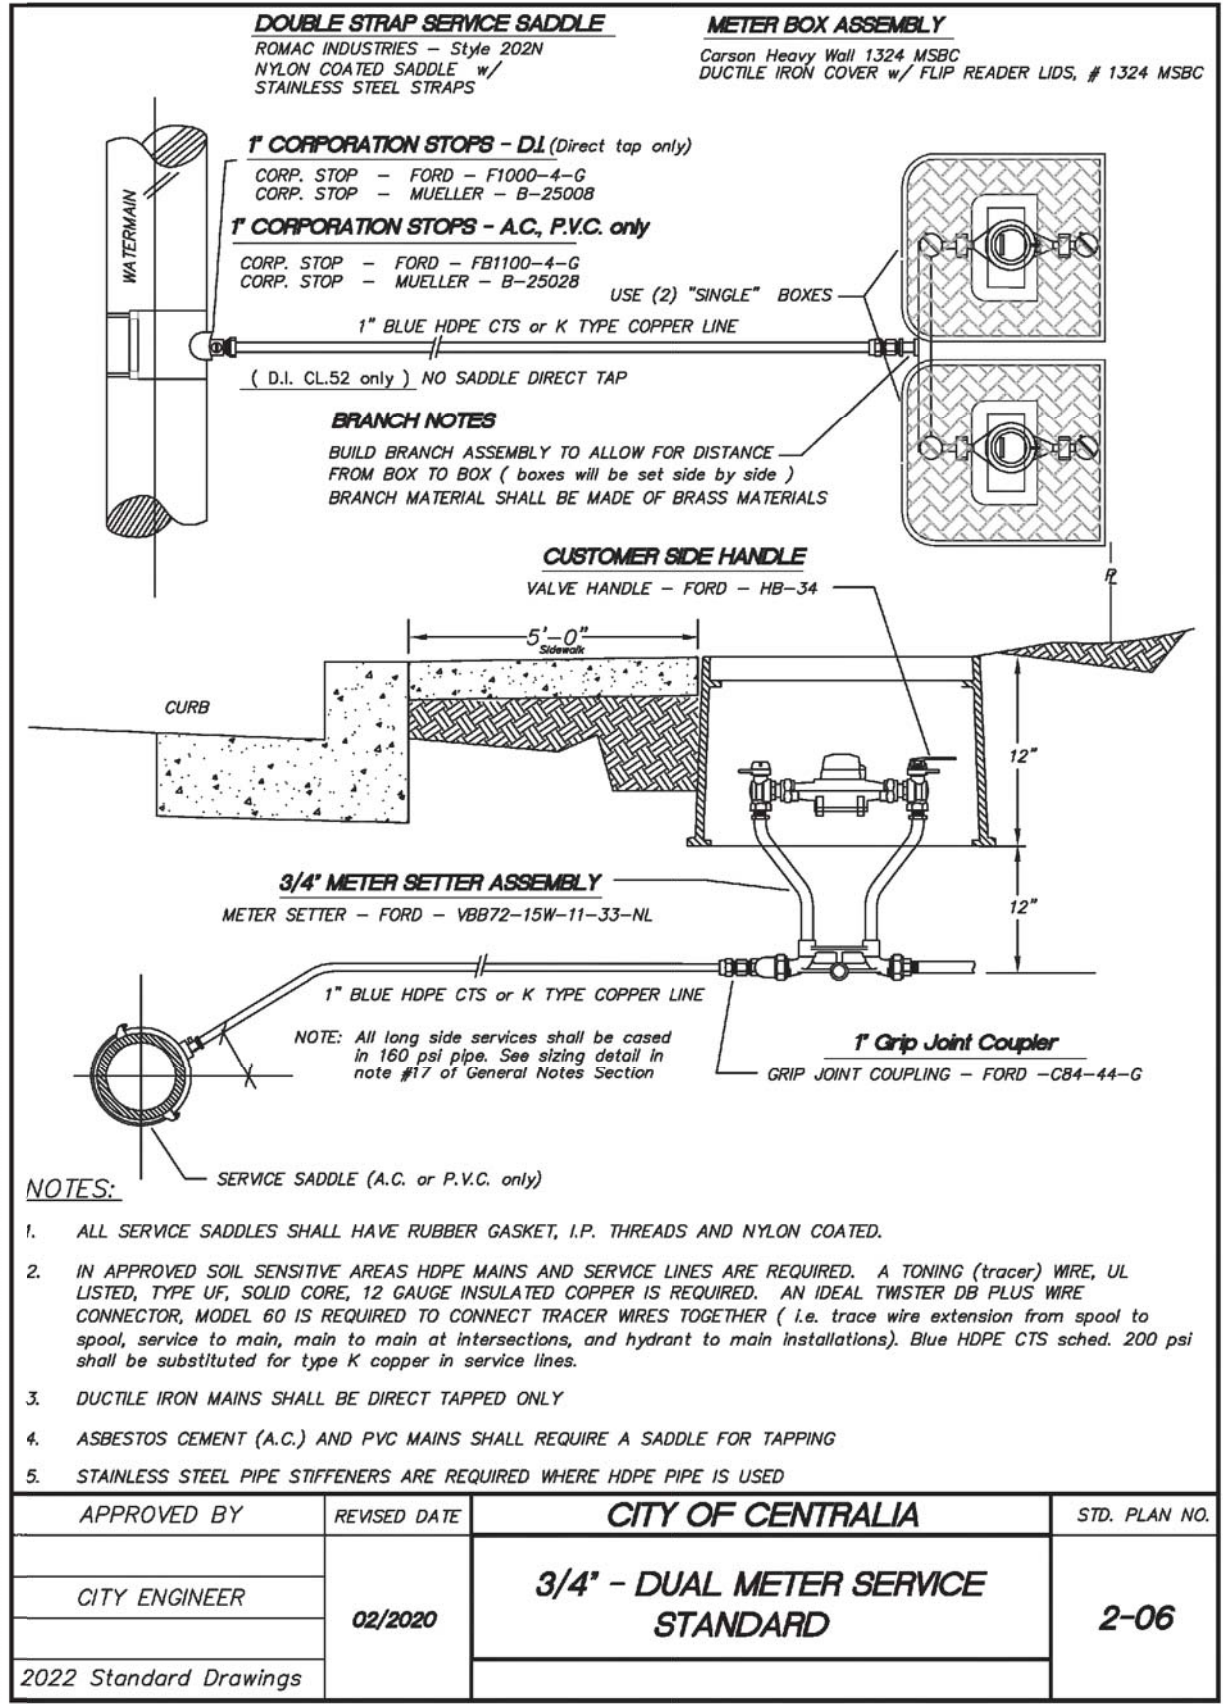 DOUBLE STRAP SERVICE SADDLE
ROMAC INDUSTRIES – Style 202N
NYLON COATED SADDLE w/
STAINLESS STEEL STRAPS
METER BOX ASSEMBLY
Carson Heavy Wall 1324 MSBC
DUCTILE IRON COVER w/ FLIP READER LIDS, # 1324 MSBC
1" CORPORATION STOPS - D.I. (Direct tap only)
CORP. STOP – FORD – F1000-4-G
CORP. STOP – MUELLER – B-25008
1" CORPORATION STOPS - A.C., P.V.C. only
CORP. STOP – FORD – FB1100-4-G
CORP. STOP – MUELLER – B-25028
WATERMAIN
USE (2) "SINGLE" BOXES
1" BLUE HDPE CTS or K TYPE COPPER LINE
( D.I. CL.52 only ) NO SADDLE DIRECT TAP
BRANCH NOTES
BUILD BRANCH ASSEMBLY TO ALLOW FOR DISTANCE
FROM BOX TO BOX ( boxes will be set side by side )
BRANCH MATERIAL SHALL BE MADE OF BRASS MATERIALS
CUSTOMER SIDE HANDLE
VALVE HANDLE – FORD – HB-34
PL
5'-0"
Sidewalk
CURB
12"
12"
3/4" METER SETTER ASSEMBLY
METER SETTER – FORD – VBB72-15W-11-33-NL
1" BLUE HDPE CTS or K TYPE COPPER LINE
NOTE: All long side services shall be cased
in 160 psi pipe. See sizing detail in
note #17 of General Notes Section
1" Grip Joint Coupler
GRIP JOINT COUPLING – FORD -C84-44-G
SERVICE SADDLE (A.C. or P.V.C. only)
NOTES:
1. ALL SERVICE SADDLES SHALL HAVE RUBBER GASKET, I.P. THREADS AND NYLON COATED.
2. IN APPROVED SOIL SENSITIVE AREAS HDPE MAINS AND SERVICE LINES ARE REQUIRED. A TONING (tracer) WIRE, UL
LISTED, TYPE UF, SOLID CORE, 12 GAUGE INSULATED COPPER IS REQUIRED. AN IDEAL TWISTER DB PLUS WIRE
CONNECTOR, MODEL 60 IS REQUIRED TO CONNECT TRACER WIRES TOGETHER ( i.e. trace wire extension from spool to
spool, service to main, main to main at intersections, and hydrant to main installations). Blue HDPE CTS sched. 200 psi
shall be substituted for type K copper in service lines.
3. DUCTILE IRON MAINS SHALL BE DIRECT TAPPED ONLY
4. ASBESTOS CEMENT (A.C.) AND PVC MAINS SHALL REQUIRE A SADDLE FOR TAPPING
5. STAINLESS STEEL PIPE STIFFENERS ARE REQUIRED WHERE HDPE PIPE IS USED
APPROVED BY
REVISED DATE
CITY OF CENTRALIA
STD. PLAN NO.
CITY ENGINEER
02/2020
3/4" - DUAL METER SERVICE
STANDARD
2-06
2022 Standard Drawings